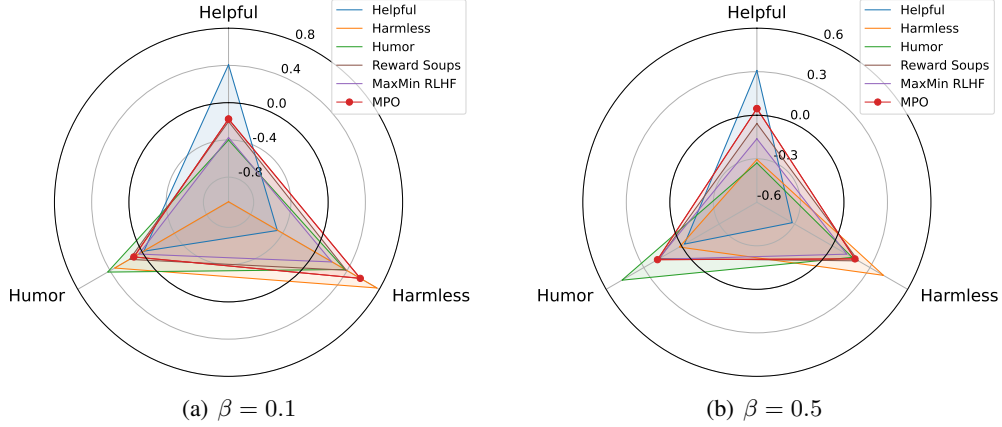 Helpful
0.8
0.4
0.0
-0.4
-0.8
Humor
Harmless
Helpful
Harmless
Humor
Reward Soups
MaxMin RLHF
MPO
(a) β = 0.1
Helpful
0.6
0.3
0.0
-0.3
-0.6
Humor
Harmless
Helpful
Harmless
Humor
Reward Soups
MaxMin RLHF
MPO
(b) β = 0.5